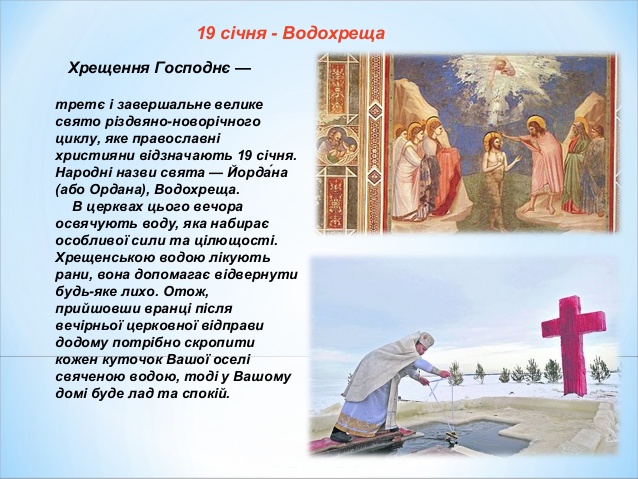 19 січня - Водохреща
Хрещення Господнє —
третє і завершальне велике
свято різдвяно-новорічного
циклу, яке православні
християни відзначають 19 січня.
Народні назви свята — Йорда́на
(або Ордана), Водохреща.
В церквах цього вечора
освячують воду, яка набирає
особливої сили та цілющості.
Хрещенською водою лікують
рани, вона допомагає відвернути
будь-яке лихо. Отож,
прийшовши вранці після
вечірньої церковної відправи
додому потрібно скропити
кожен куточок Вашої оселі
свяченою водою, тоді у Вашому
домі буде лад та спокій.